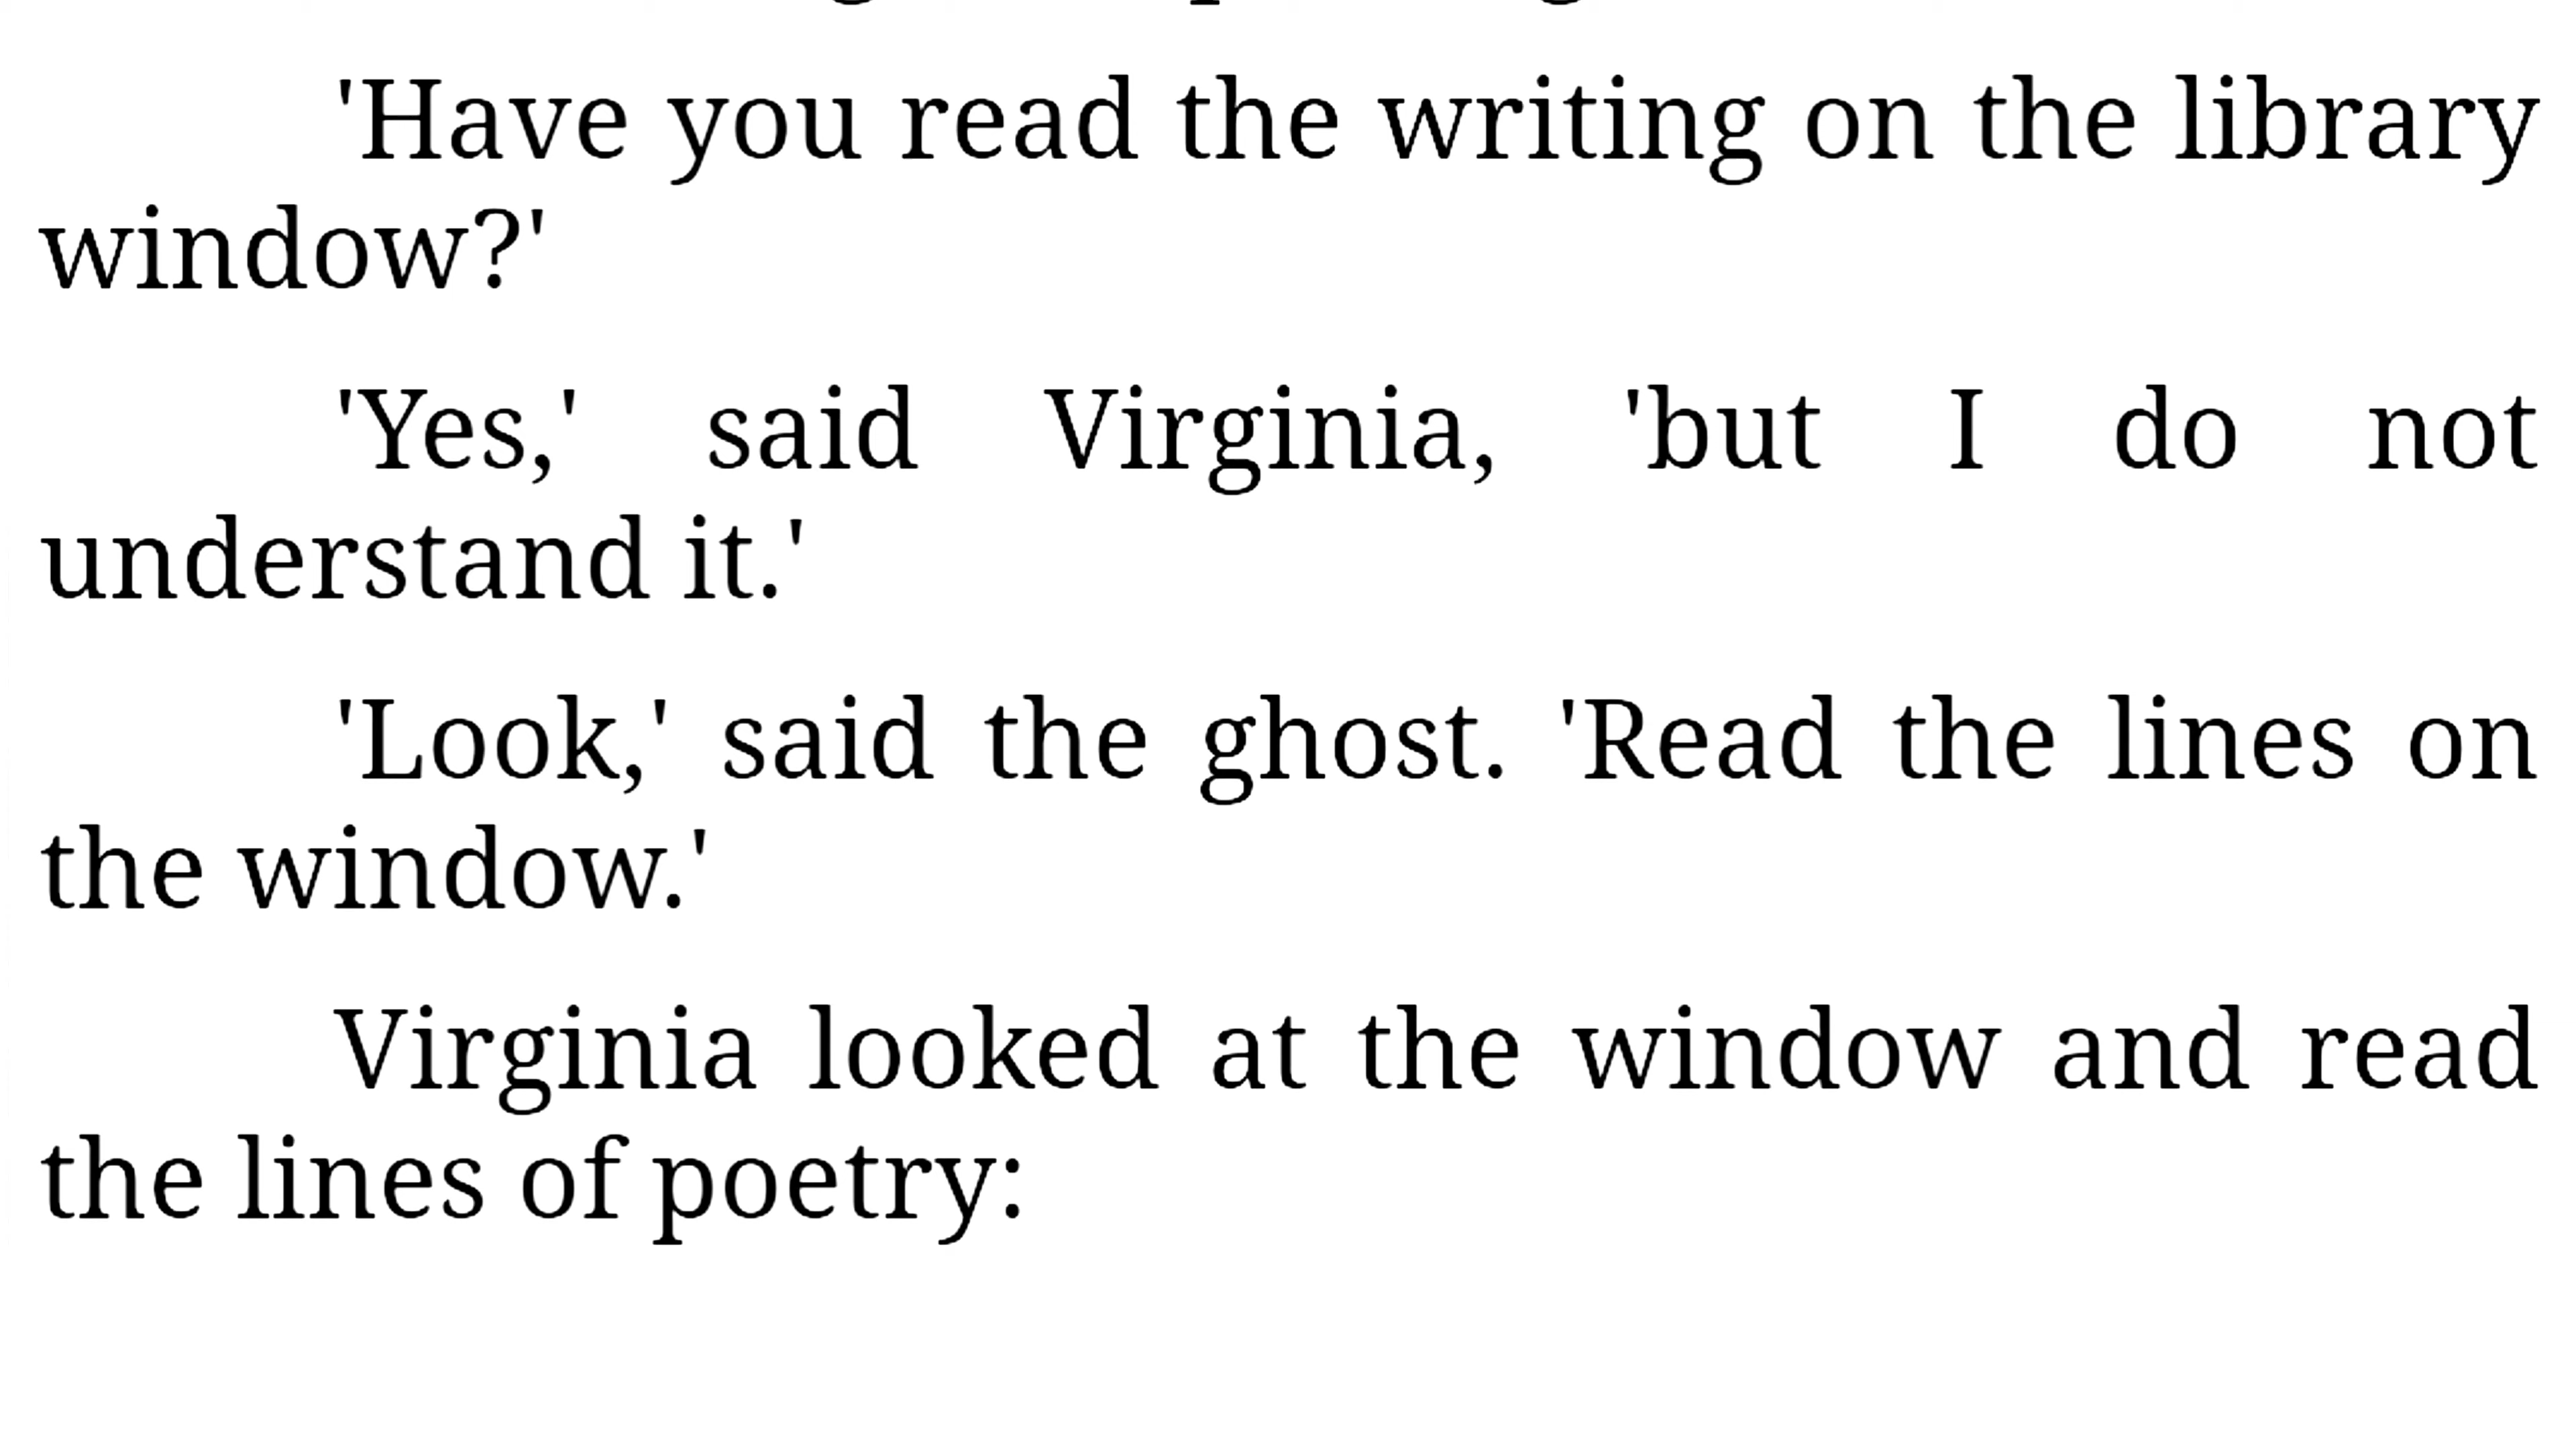 'Have you read the writing on the library
window?'
'Yes,' said Virginia, 'but I do not
understand it.'
'Look,' said the ghost. 'Read the lines on
the window.'
Virginia looked at the window and read
the lines of poetry: